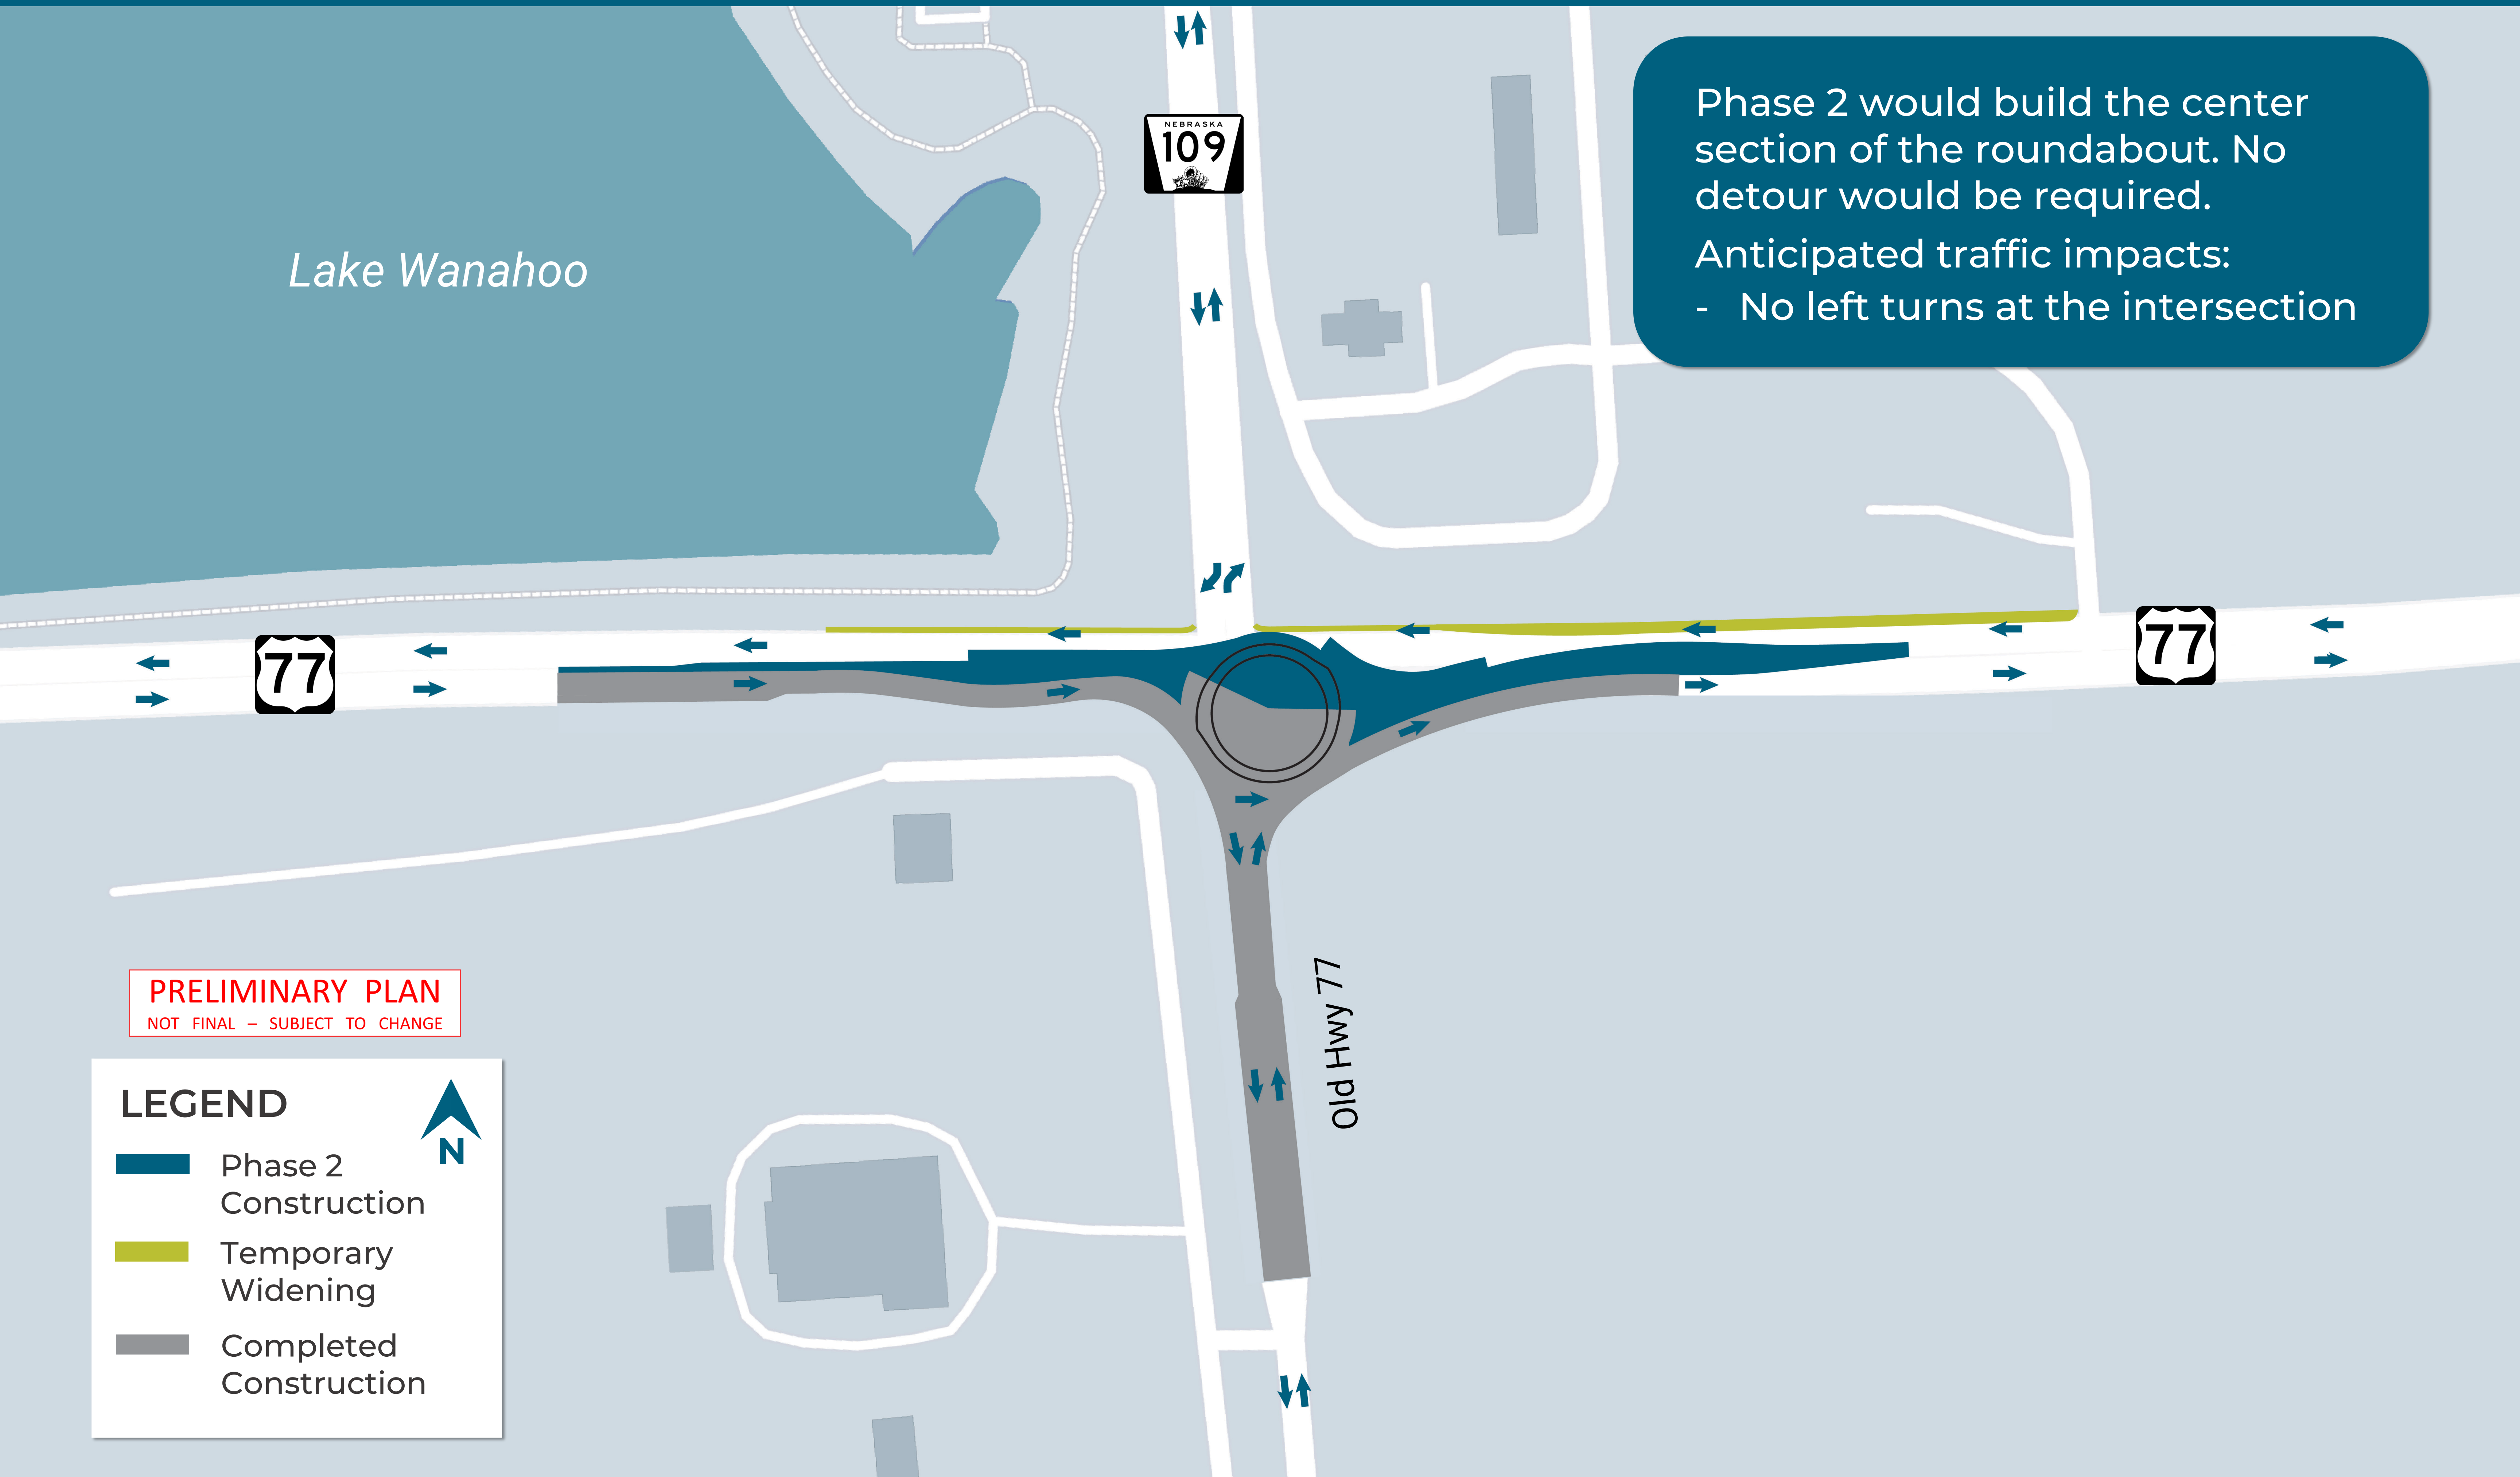 NEBRASKA
109
Phase 2 would build the center
section of the roundabout. No
detour would be required.
Anticipated traffic impacts:
- No left turns at the intersection
Lake Wanahoo
77
77
Old Hwy 77
PRELIMINARY PLAN
NOT FINAL – SUBJECT TO CHANGE
LEGEND
N
Phase 2
Construction
Temporary
Widening
Completed
Construction